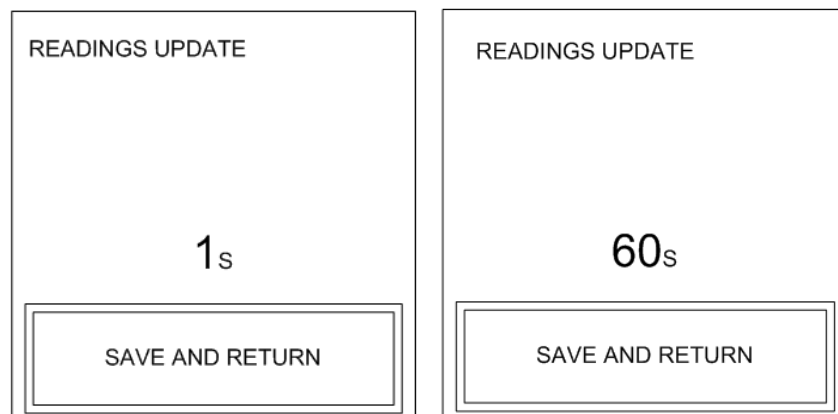 READINGS UPDATE
1s
SAVE AND RETURN
READINGS UPDATE
60s
SAVE AND RETURN